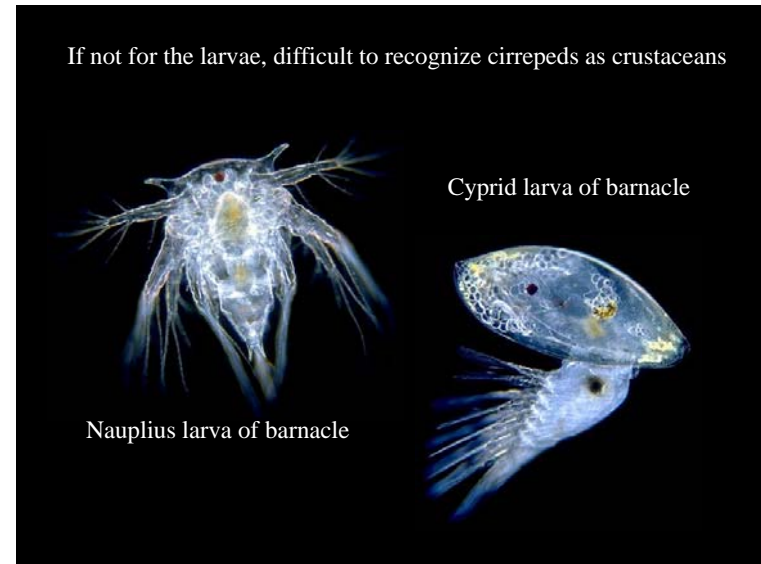 If not for the larvae, difficult to recognize cirrepeds as crustaceans
Cyprid larva of barnacle
Nauplius larva of barnacle